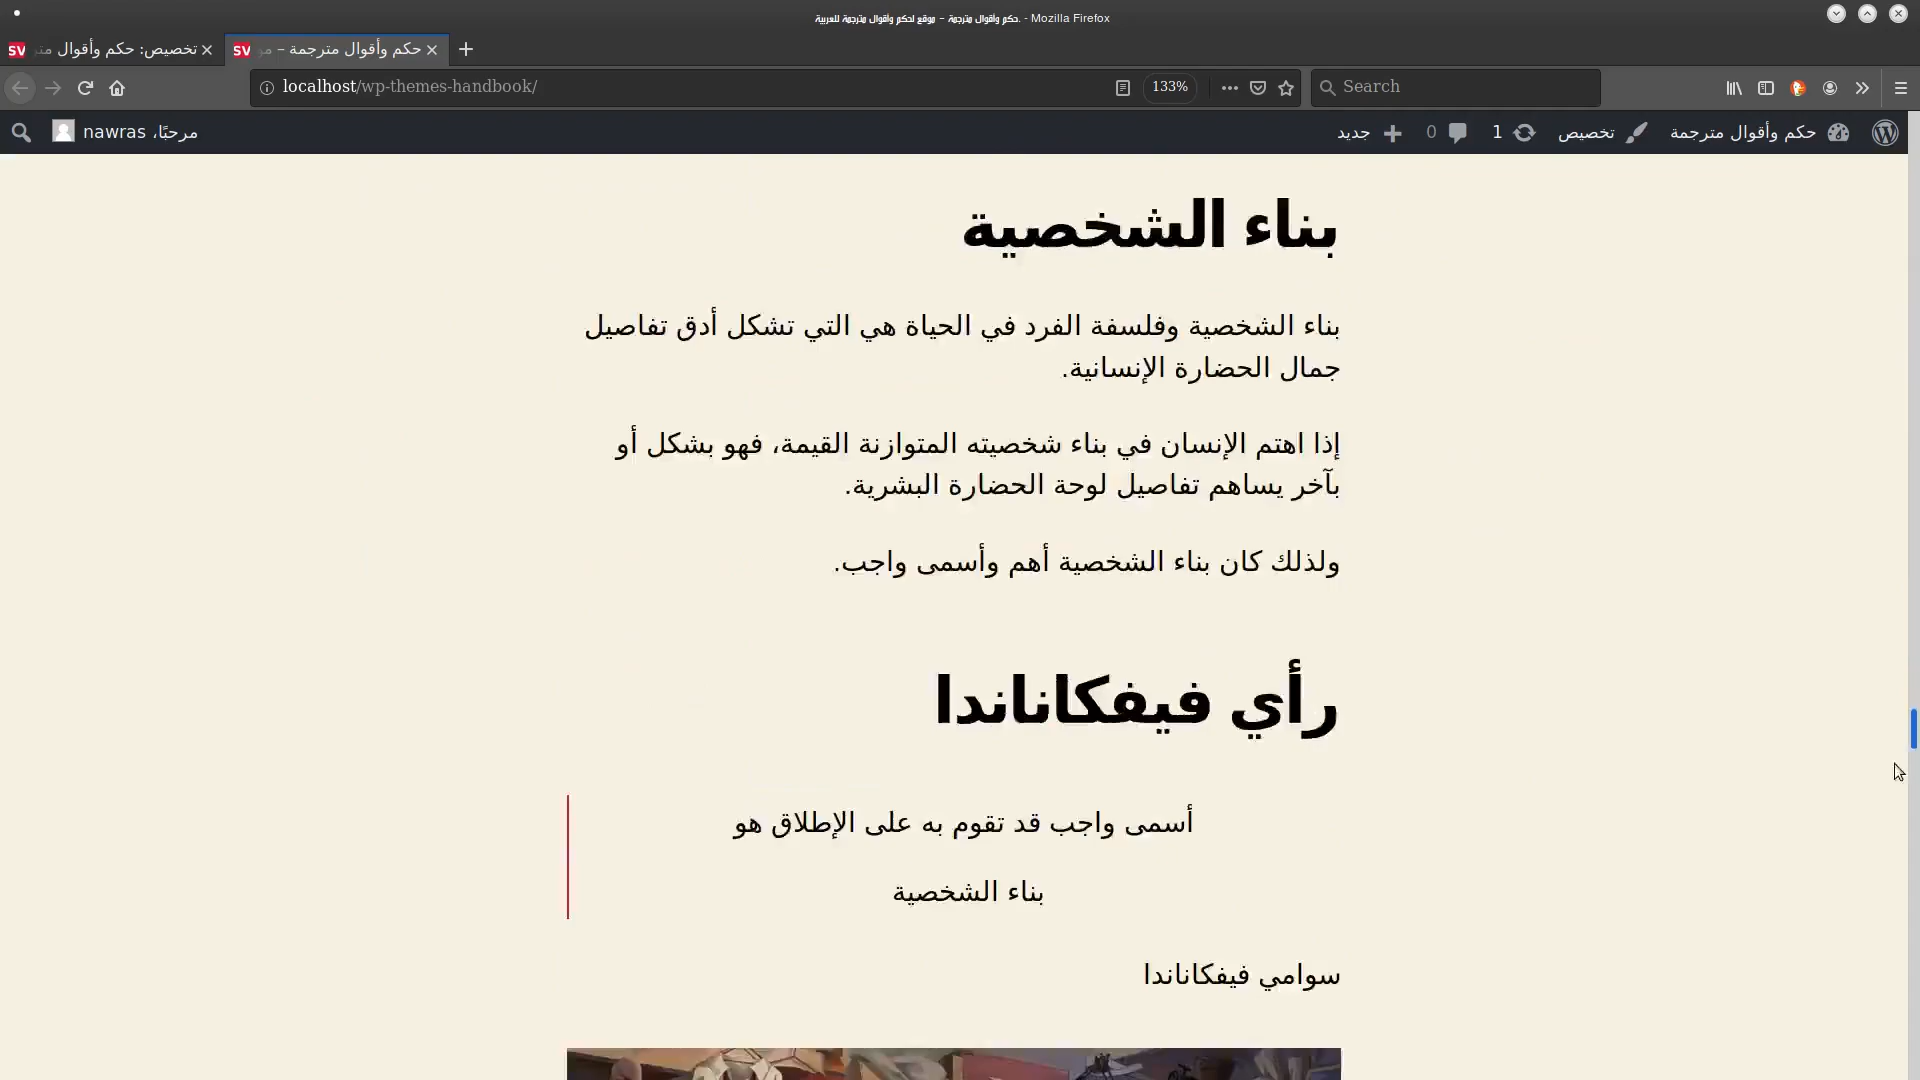 حكم وأقوال مترجمة – موقع لحكم وأقوال مترجمة للعربية. - Mozilla Firefox
SV تخصيص: حكم وأقوال
SV حكم وأقوال مترجمة –
localhost/wp-themes-handbook/
133%
Search
حكم وأقوال مترجمة
تخصيص
1
0
جديد
مرحبًا، nawras
بناء الشخصية
بناء الشخصية وفلسفة الفرد في الحياة هي التي تشكل أدق تفاصيل
جمال الحضارة الإنسانية.
إذا اهتم الإنسان في بناء شخصيته المتوازنة القيمة، فهو بشكل أو
بآخر يساهم تفاصيل لوحة الحضارة البشرية.
ولذلك كان بناء الشخصية أهم وأسمى واجب.
رأي فيفكاناندا
أسمى واجب قد تقوم به على الإطلاق هو
بناء الشخصية
سوامي فيفكاناندا